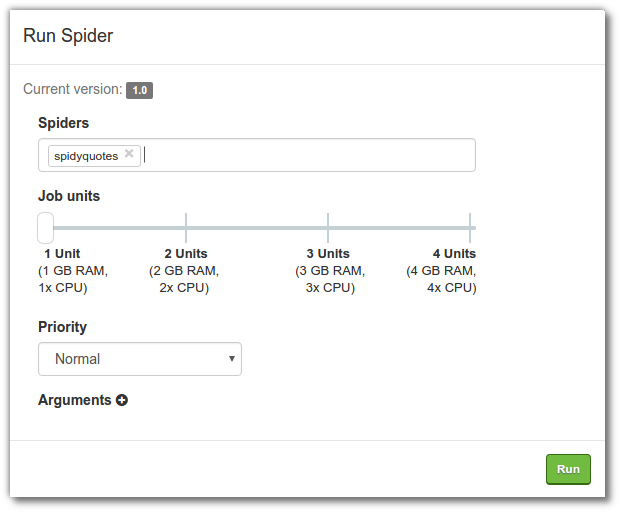 Run Spider
Current version: 1.0
Spiders
spidyquotes
Job units
1 Unit 2 Units 3 Units 4 Units
(1 GB RAM, (2 GB RAM, (3 GB RAM, (4 GB RAM,
1x CPU) 2x CPU) 3x CPU) 4x CPU)
Priority
Normal
Arguments
Run